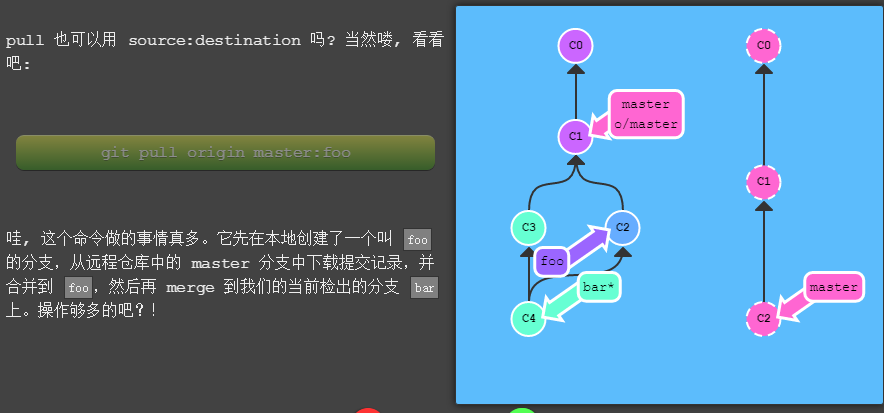 pull 也可以用 source:destination 吗? 当然喽, 看看
吧:
git pull origin master:foo
哇, 这个命令做的事情真多。它先在本地创建了一个叫 foo
的分支, 从远程仓库中的 master 分支中下载提交记录, 并
合并到 foo, 然后再 merge 到我们的当前检出的分支 bar
上。操作够多的吧？!
C0
master
o/master
C1
C3
C2
foo
bar*
C4
C0
C1
master
C2